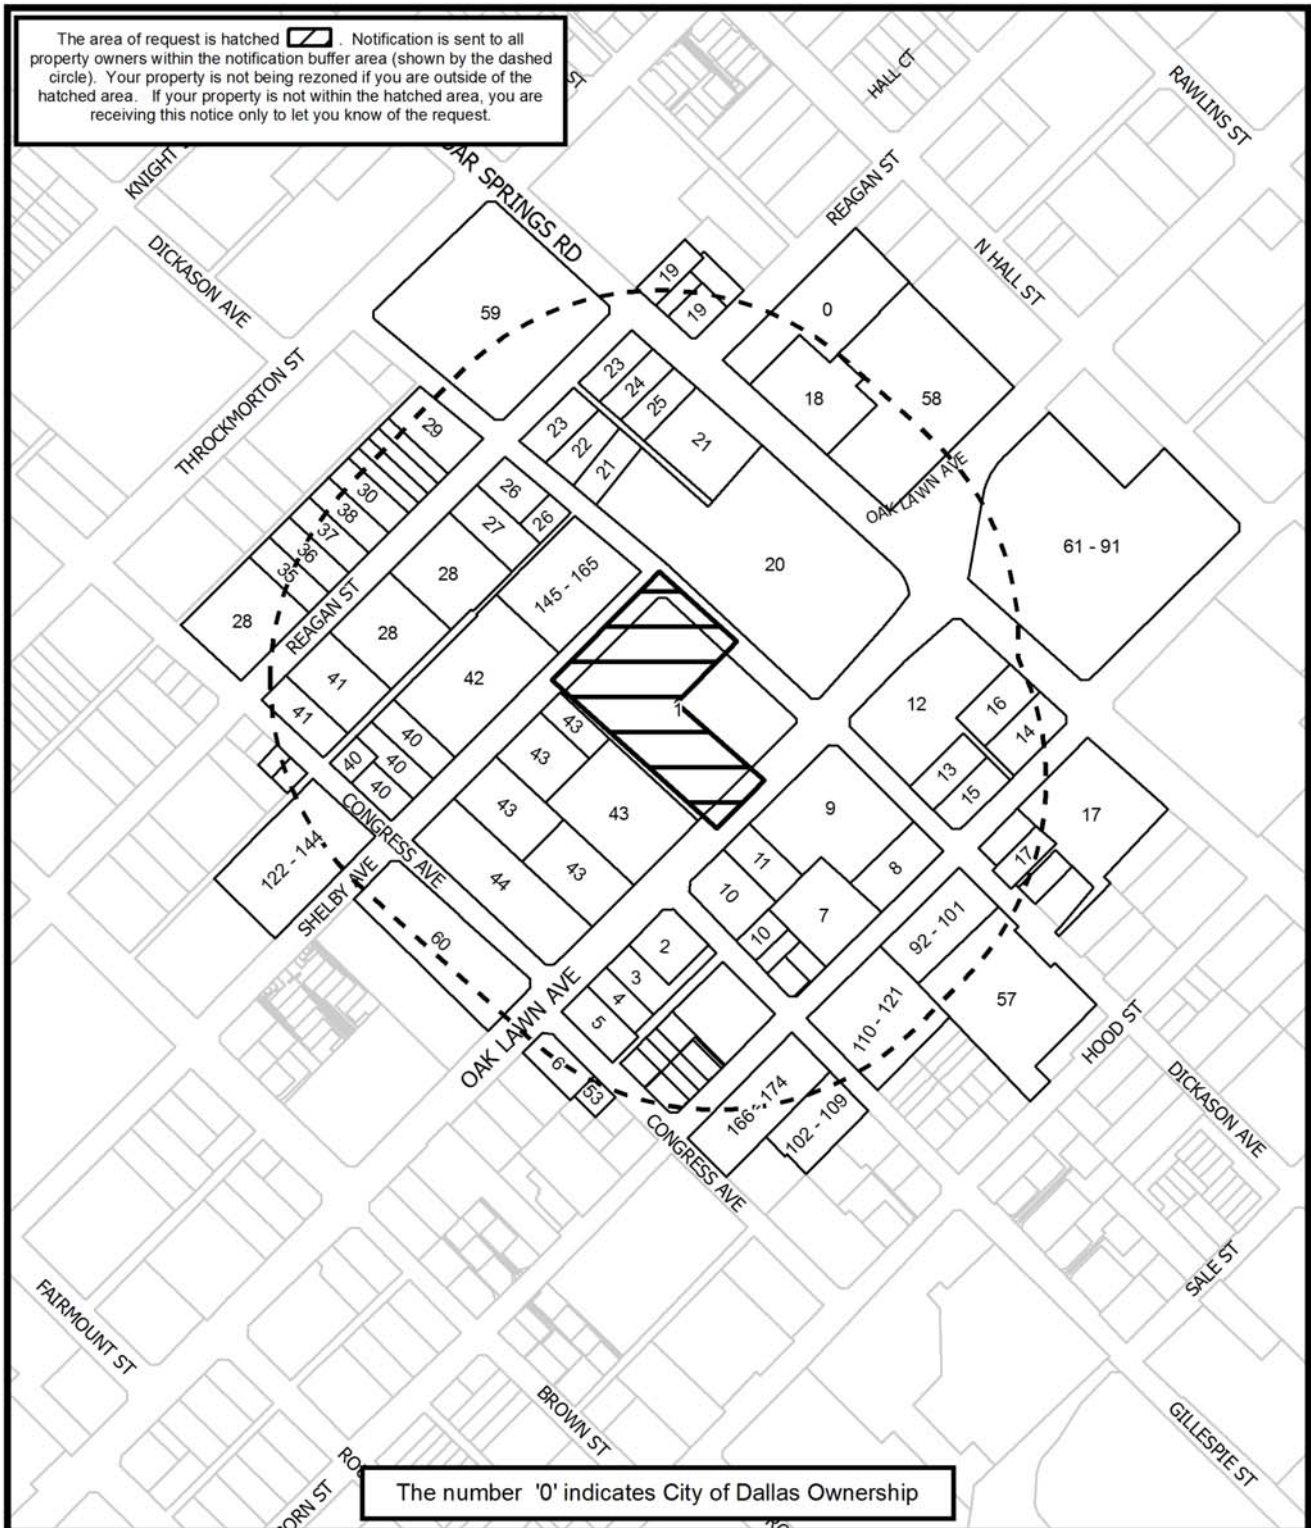 The area of request is hatched . Notification is sent to all
property owners within the notification buffer area (shown by the dashed
circle). Your property is not being rezoned if you are outside of the
hatched area. If your property is not within the hatched area, you are
receiving this notice only to let you know of the request.
ST
HALL CT
RAWLINS ST
KNIGHT
AR SPRINGS RD
REAGAN ST
DICKASON AVE
N HALL ST
19
19
0
59
23
24
25
18
58
THROCKMORTON ST
29
23
22
21
21
OAK LAWN AVE
30
38
37
36
35
26
27
26
20
61 - 91
28
145 - 165
28
REAGAN ST
28
41
42
41
1
12
16
14
43
40
40
40
40
43
13
15
43
43
9
17
CONGRESS AVE
11
8
17
122 - 144
43
44
10
SHELBY AVE
7
10
92 - 101
60
2
3
4
5
57
OAK LAWN AVE
110 - 121
HOOD ST
6
53
166 - 174
102 - 109
DICKASON AVE
CONGRESS AVE
SALE ST
FAIRMOUNT ST
BROWN ST
GILLESPIE ST
RO
ORN ST
The number '0' indicates City of Dallas Ownership
RO